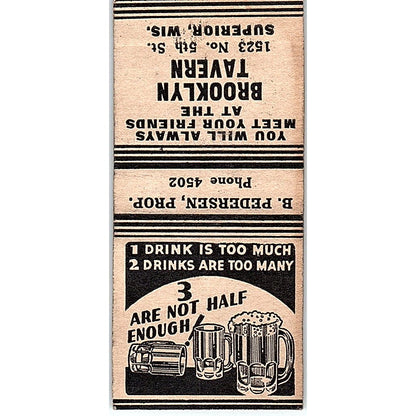 YOU WILL ALWAYS
MEET YOUR FRIENDS
AT THE
BROOKLYN
TAVERN
1523 No. 5th St.
SUPERIOR, WIS.
B. PEDERSEN, PROP.
Phone 4502
1 DRINK IS TOO MUCH
2 DRINKS ARE TOO MANY
3
ARE NOT HALF
ENOUGH